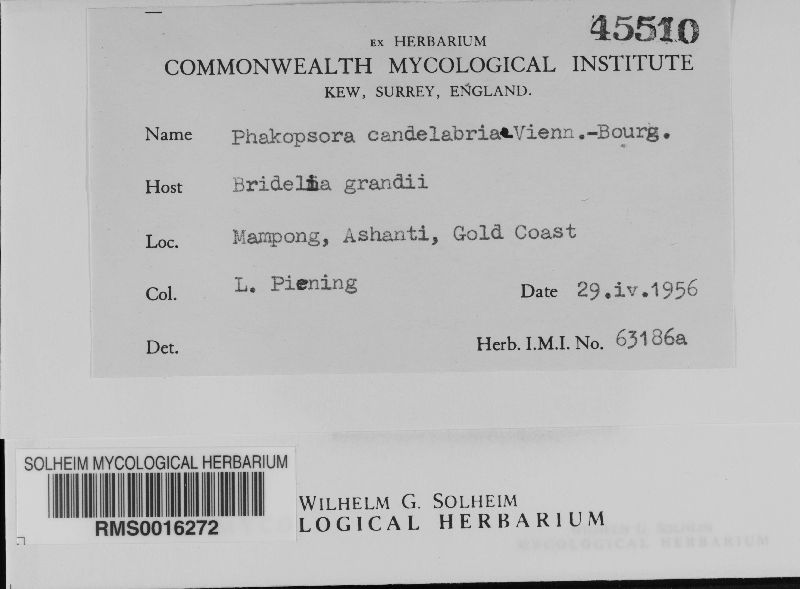 45510
EX HERBARIUM
COMMONWEALTH MYCOLOGICAL INSTITUTE
KEW, SURREY, ENGLAND.
Name Phakopsora candelabria Vienn.-Bourg.
Host Bridelia grandii
Loc. Mampong, Ashanti, Gold Coast
Col. L. Piening Date 29.iv.1956
Det. Herb. I.M.I. No. 63186a
SOLHEIM MYCOLOGICAL HERBARIUM
RMS0016272
WILHELM G. SOLHEIM
LOGICAL HERBARIUM